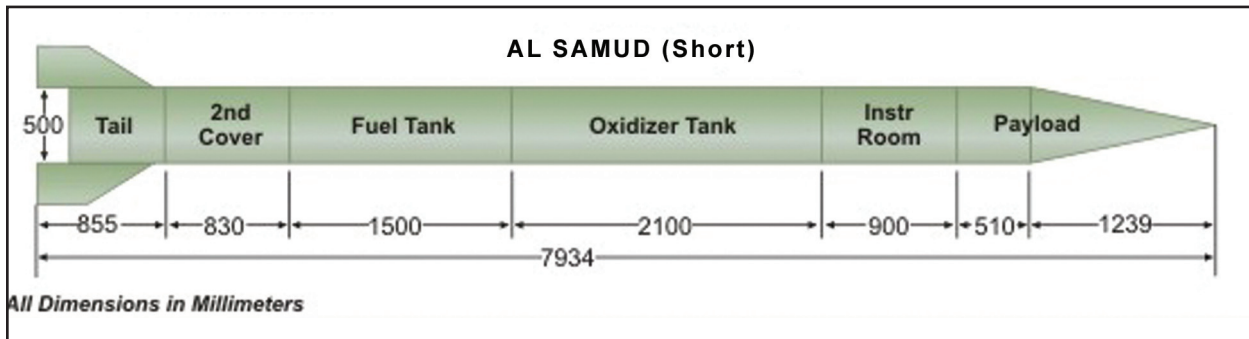 AL SAMUD (Short)
500
Tail
2nd
Cover
Fuel Tank
Oxidizer Tank
Instr
Room
Payload
855
830
1500
2100
900
510
1239
7934
All Dimensions in Millimeters